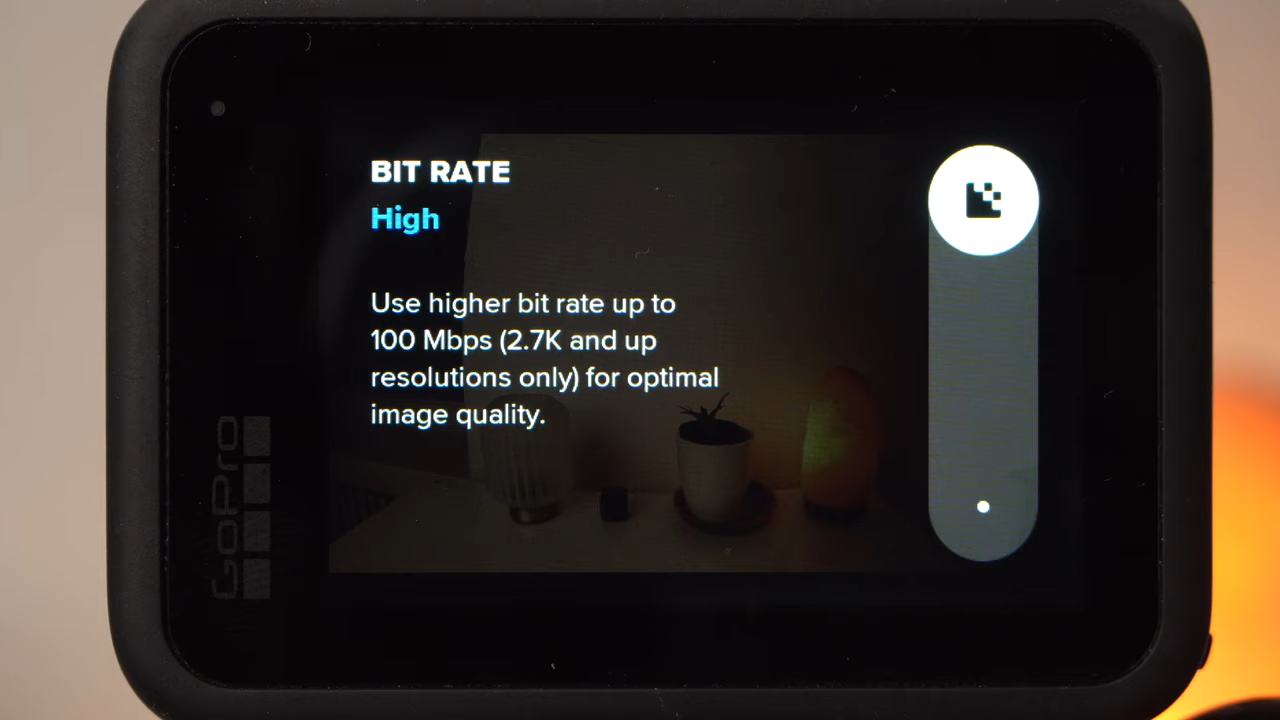 BIT RATE
High
Use higher bit rate up to
100 Mbps (2.7K and up
resolutions only) for optimal
image quality.
GoPro